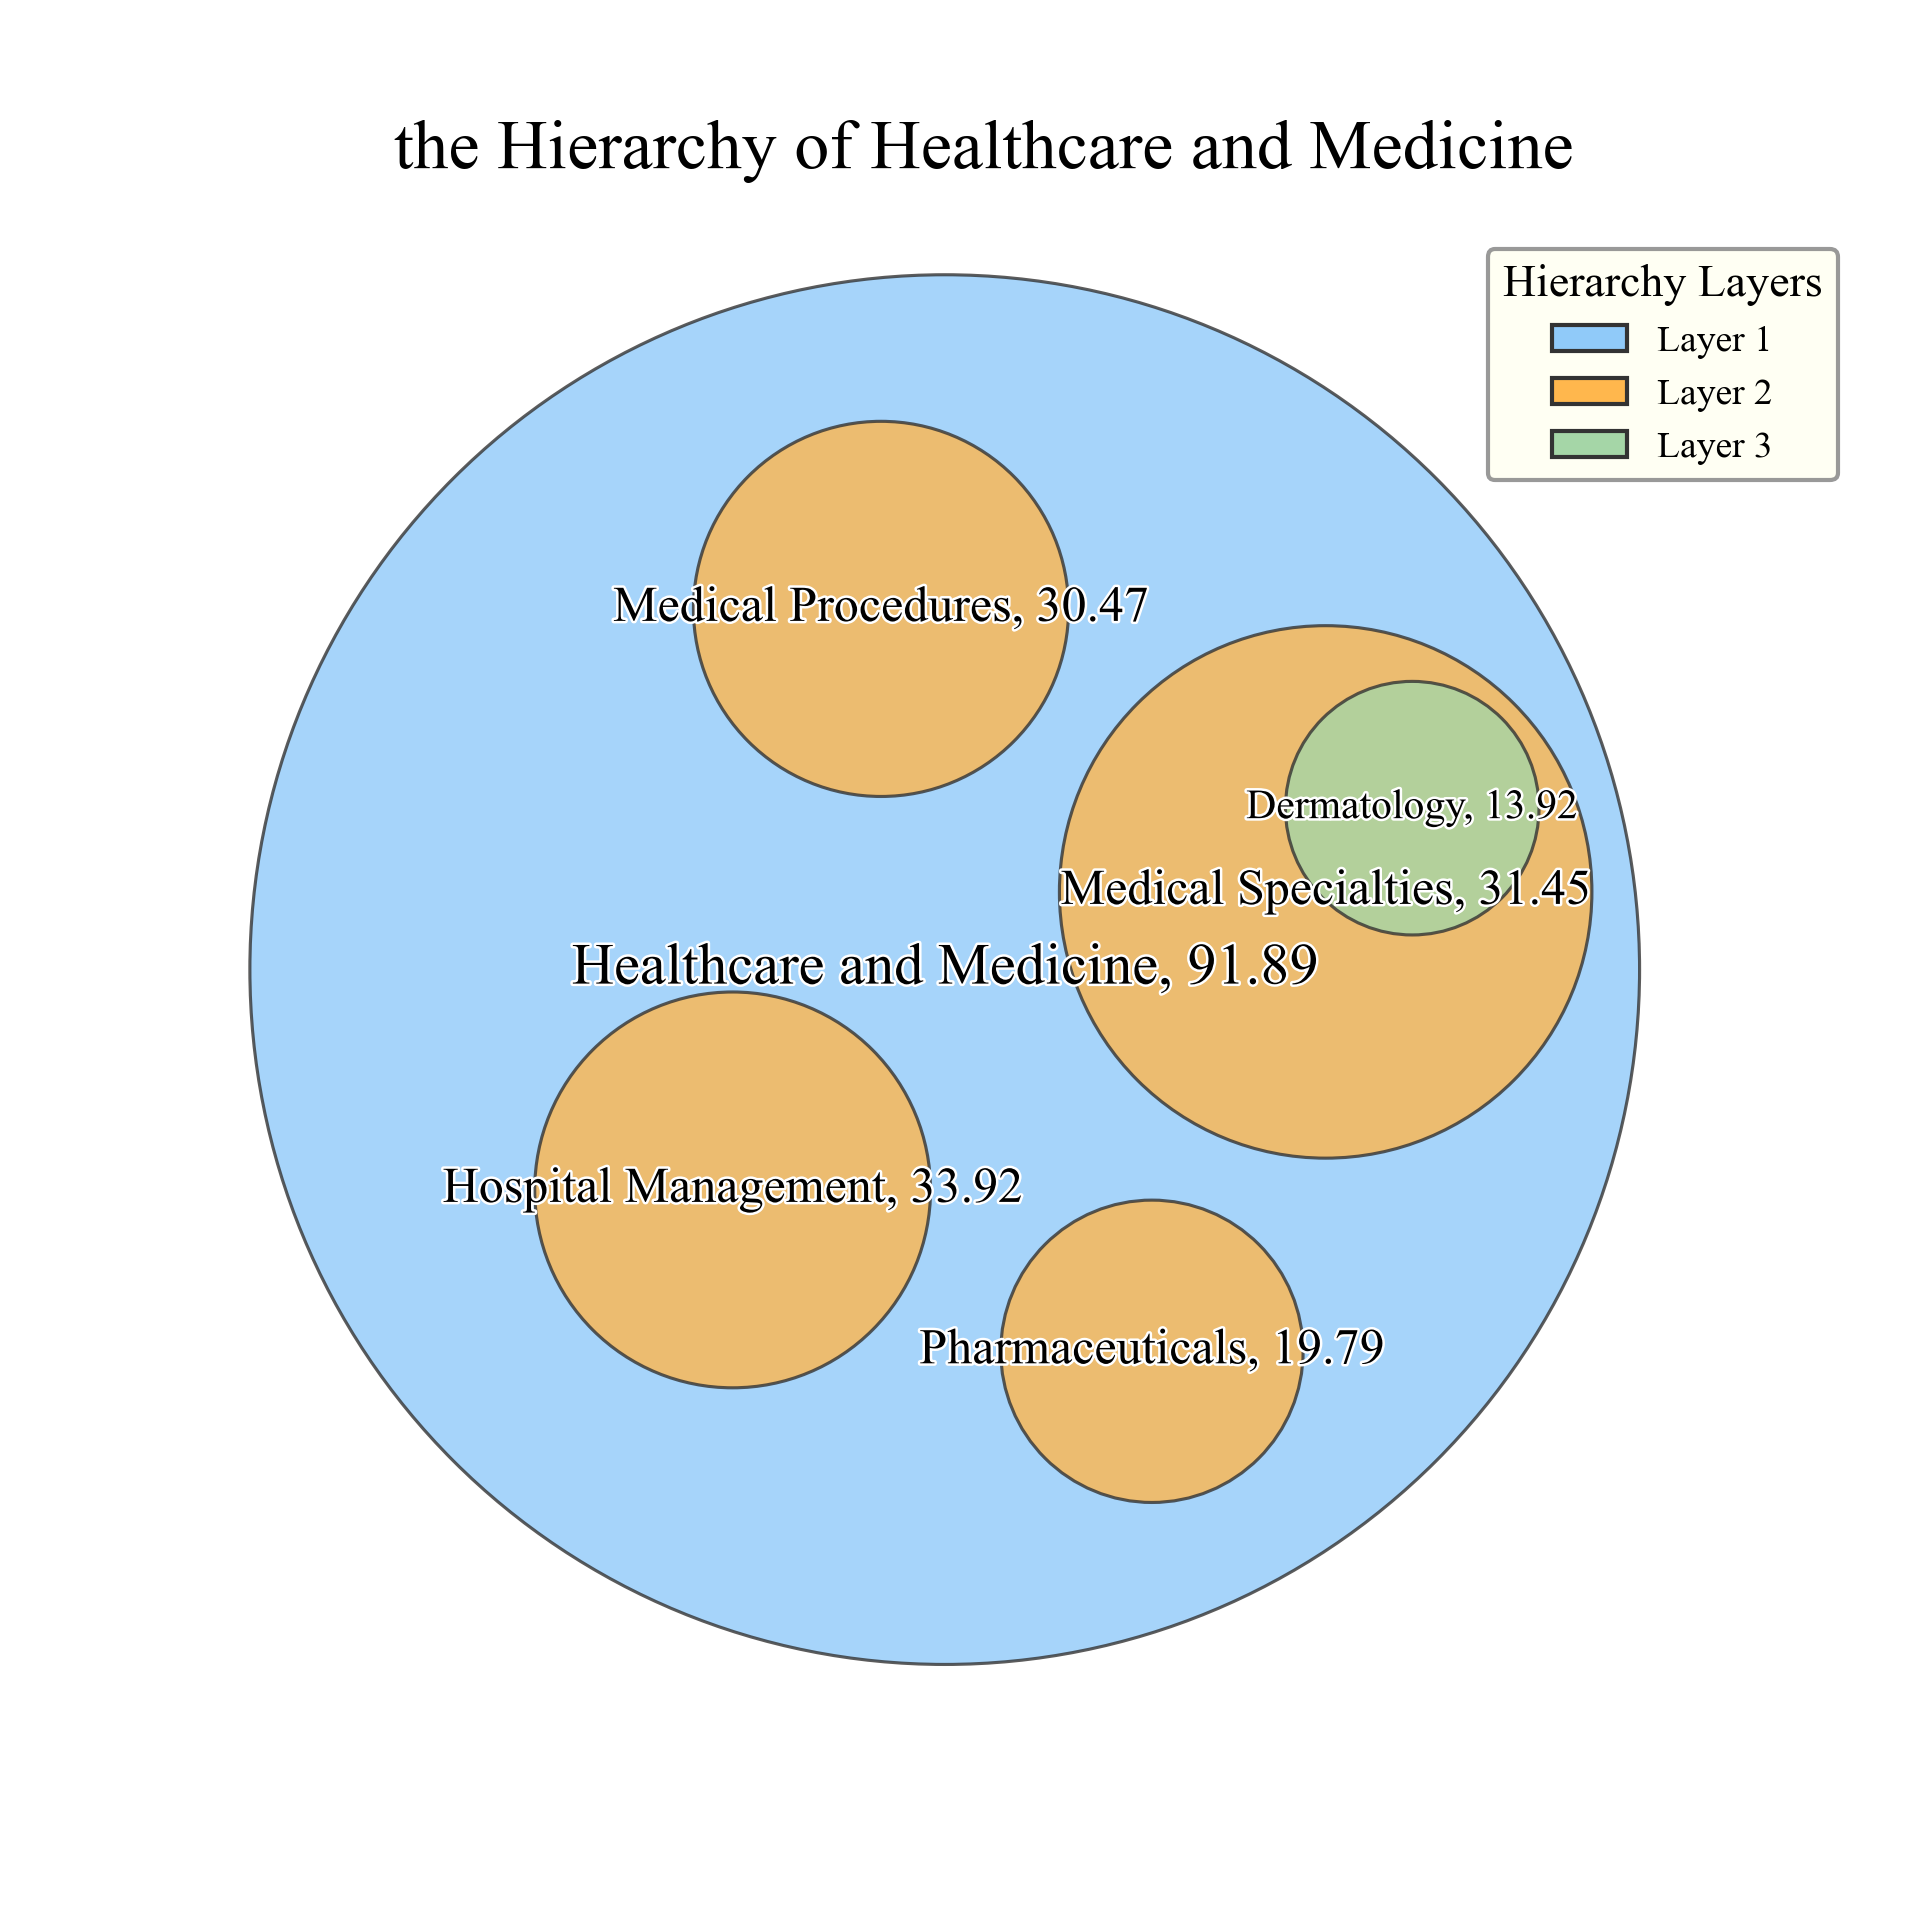 the Hierarchy of Healthcare and Medicine
Hierarchy Layers
Layer 1
Layer 2
Layer 3
Medical Procedures, 30.47
Dermatology, 13.92
Medical Specialties, 31.45
Healthcare and Medicine, 91.89
Hospital Management, 33.92
Pharmaceuticals, 19.79